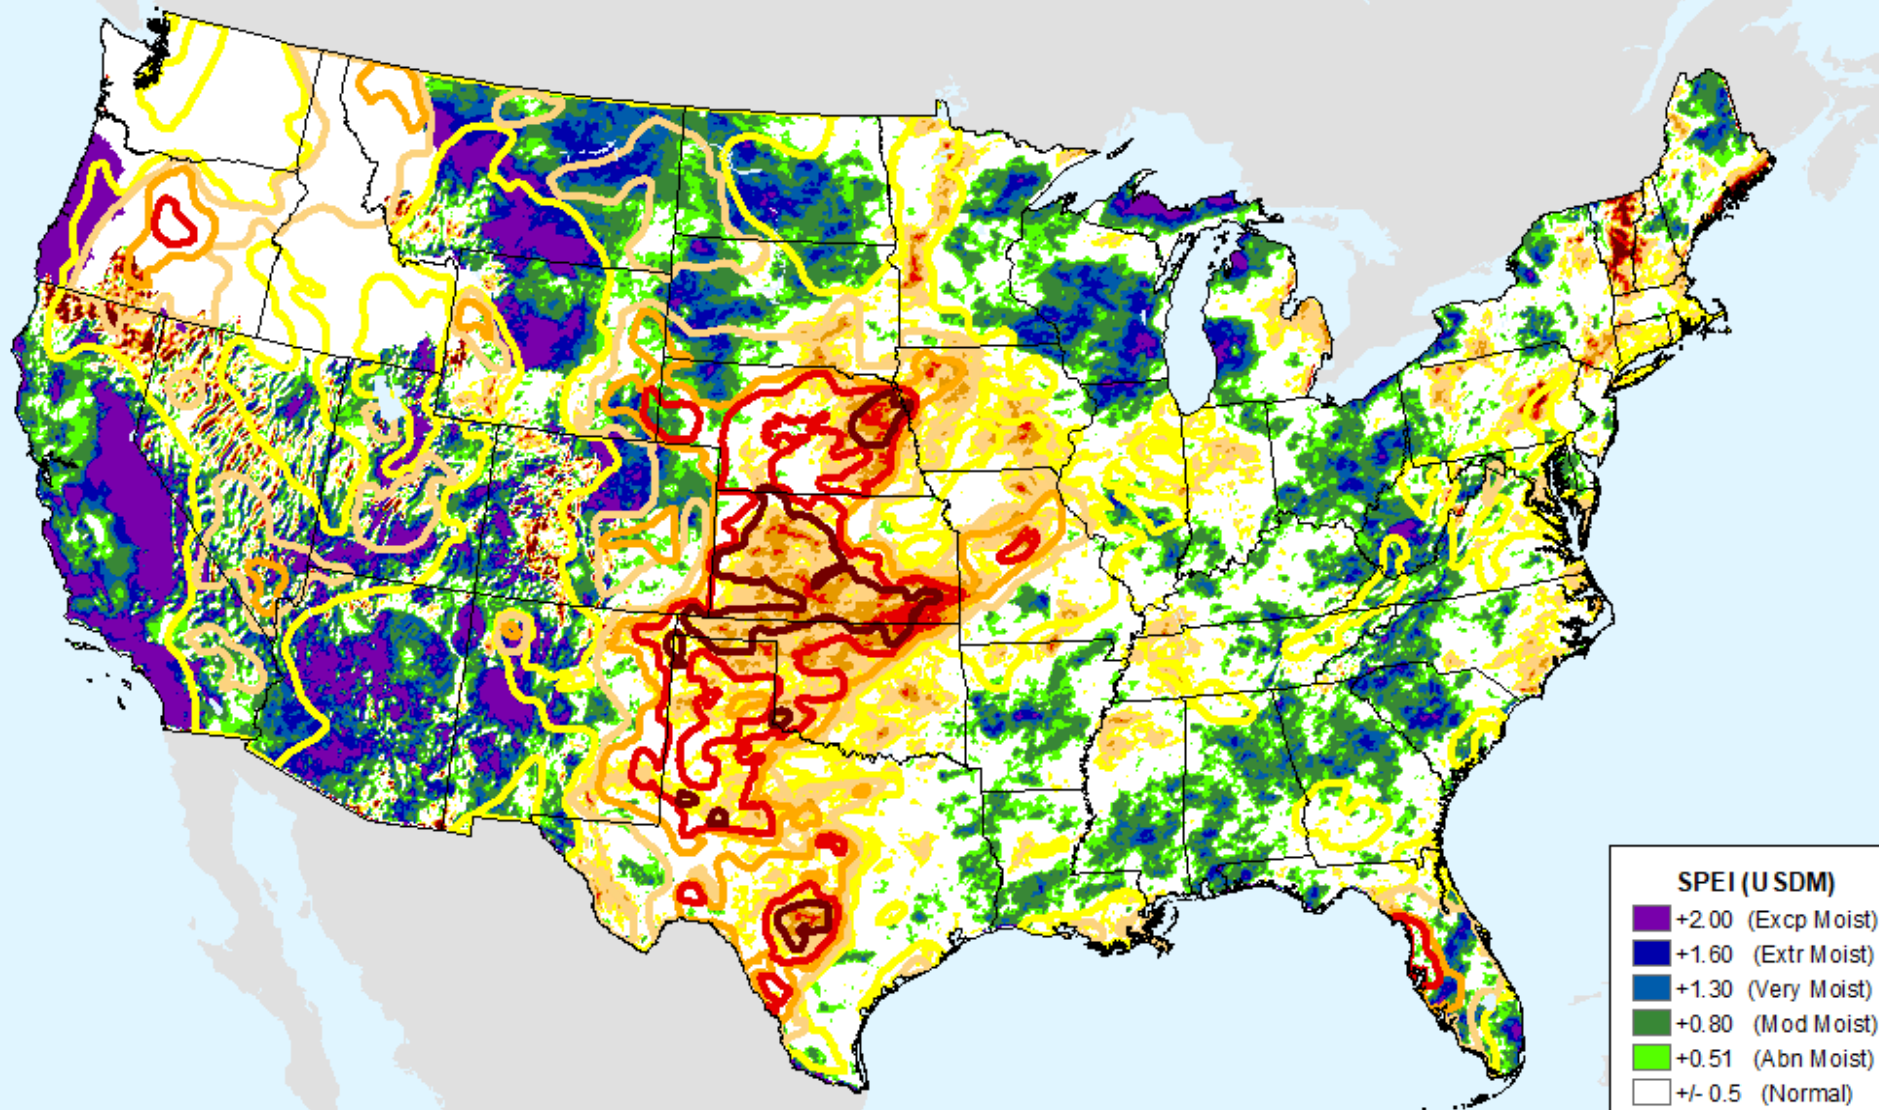 SPEI (USDM)
+2.00 (Excp Moist)
+1.60 (Extr Moist)
+1.30 (Very Moist)
+0.80 (Mod Moist)
+0.51 (Abn Moist)
+/- 0.5 (Normal)